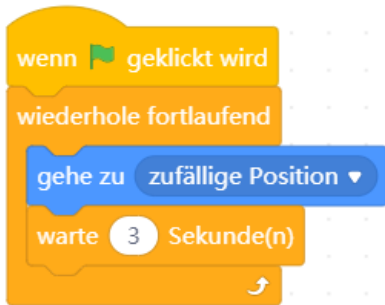 wenn geklickt wird
wiederhole fortlaufend
gehe zu zufällige Position
warte 3 Sekunde(n)